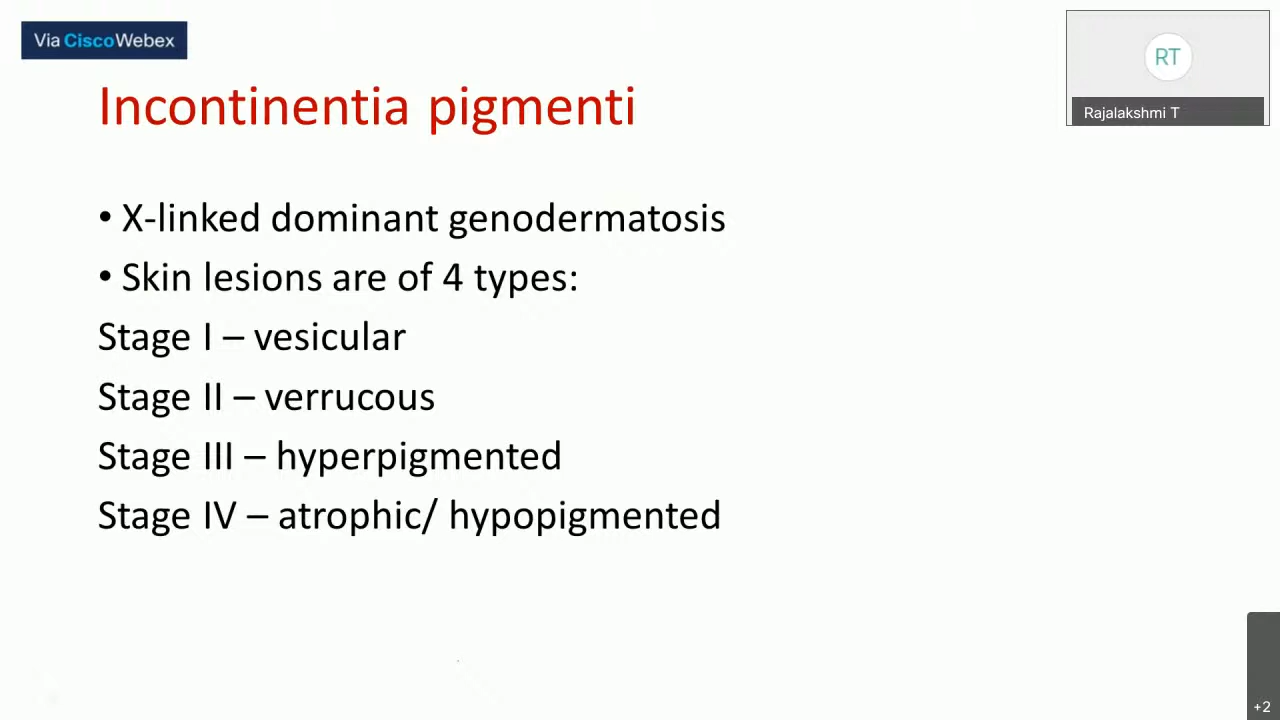 Via CiscoWebex
RT
Rajalakshmi T
Incontinentia pigmenti
• X-linked dominant genodermatosis
• Skin lesions are of 4 types:
Stage I – vesicular
Stage II – verrucous
Stage III – hyperpigmented
Stage IV – atrophic/ hypopigmented
+2